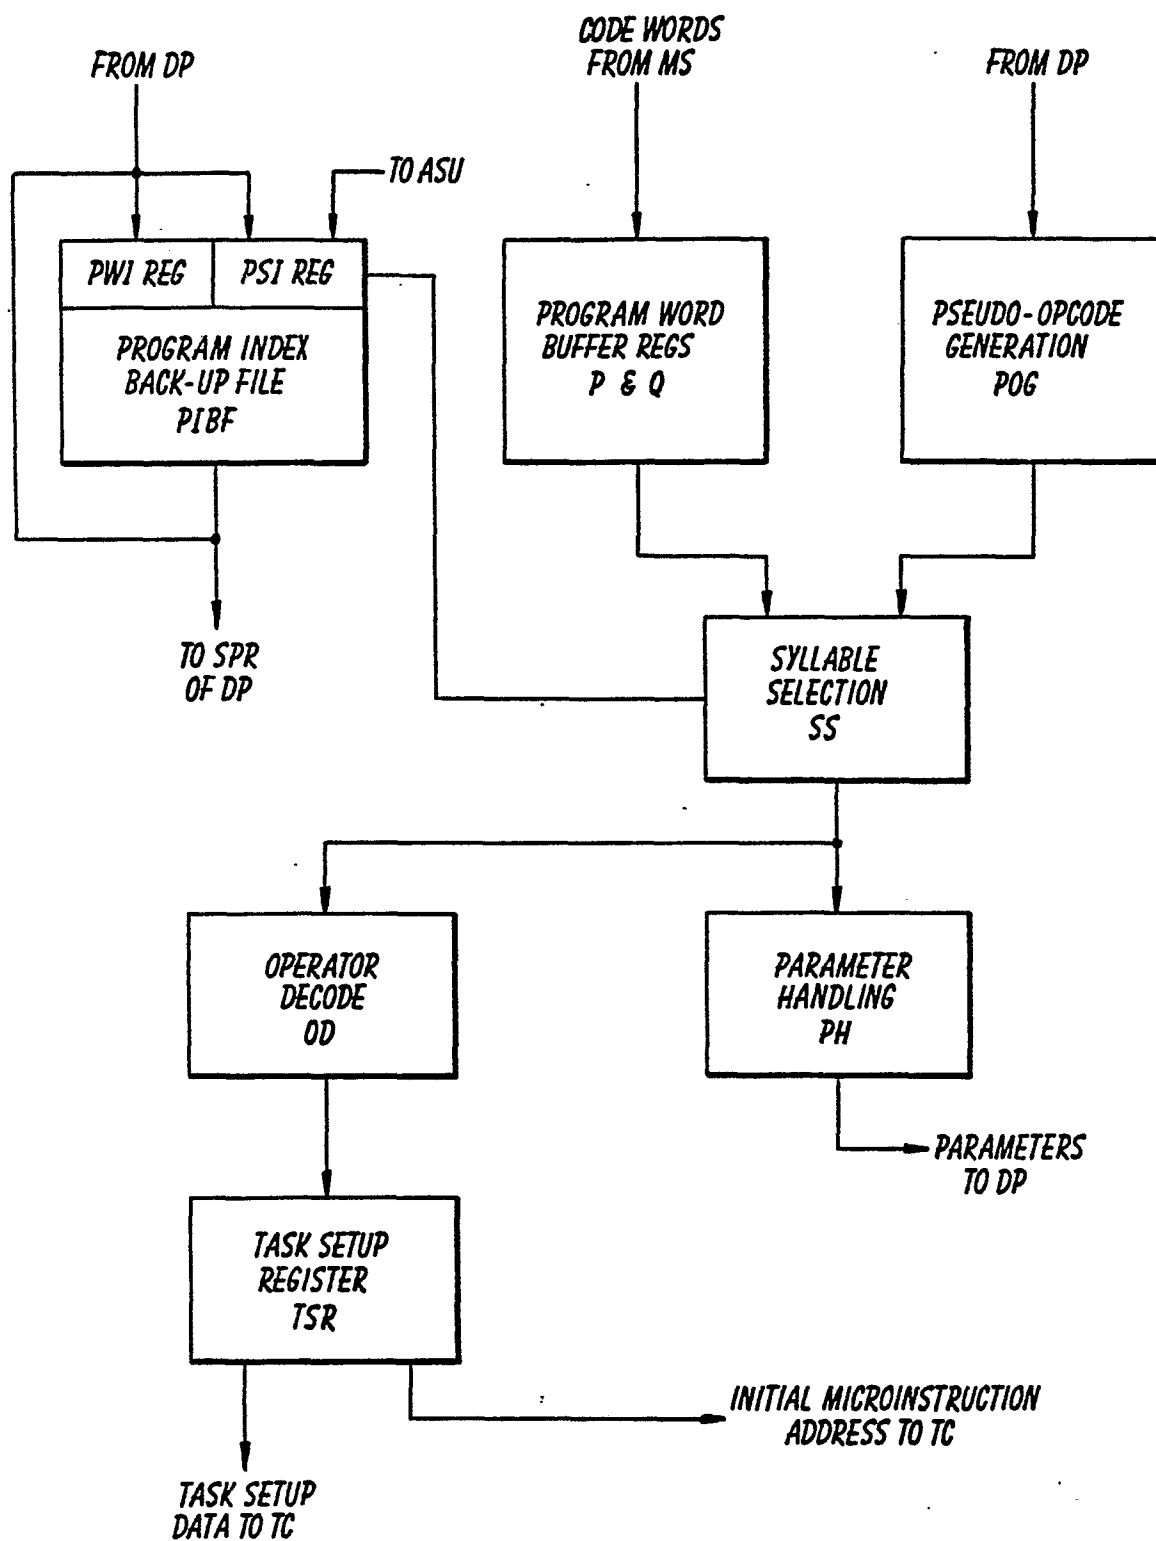 FROM DP
CODE WORDS
FROM MS
FROM DP
TO ASU
PWI REG
PSI REG
PROGRAM INDEX
BACK-UP FILE
PIBF
PROGRAM WORD
BUFFER REGS
P & Q
PSEUDO-OPCODE
GENERATION
POG
TO SPR
OF DP
SYLLABLE
SELECTION
SS
OPERATOR
DECODE
OD
PARAMETER
HANDLING
PH
PARAMETERS
TO DP
TASK SETUP
REGISTER
TSR
INITIAL MICROINSTRUCTION
ADDRESS TO TC
TASK SETUP
DATA TO TC